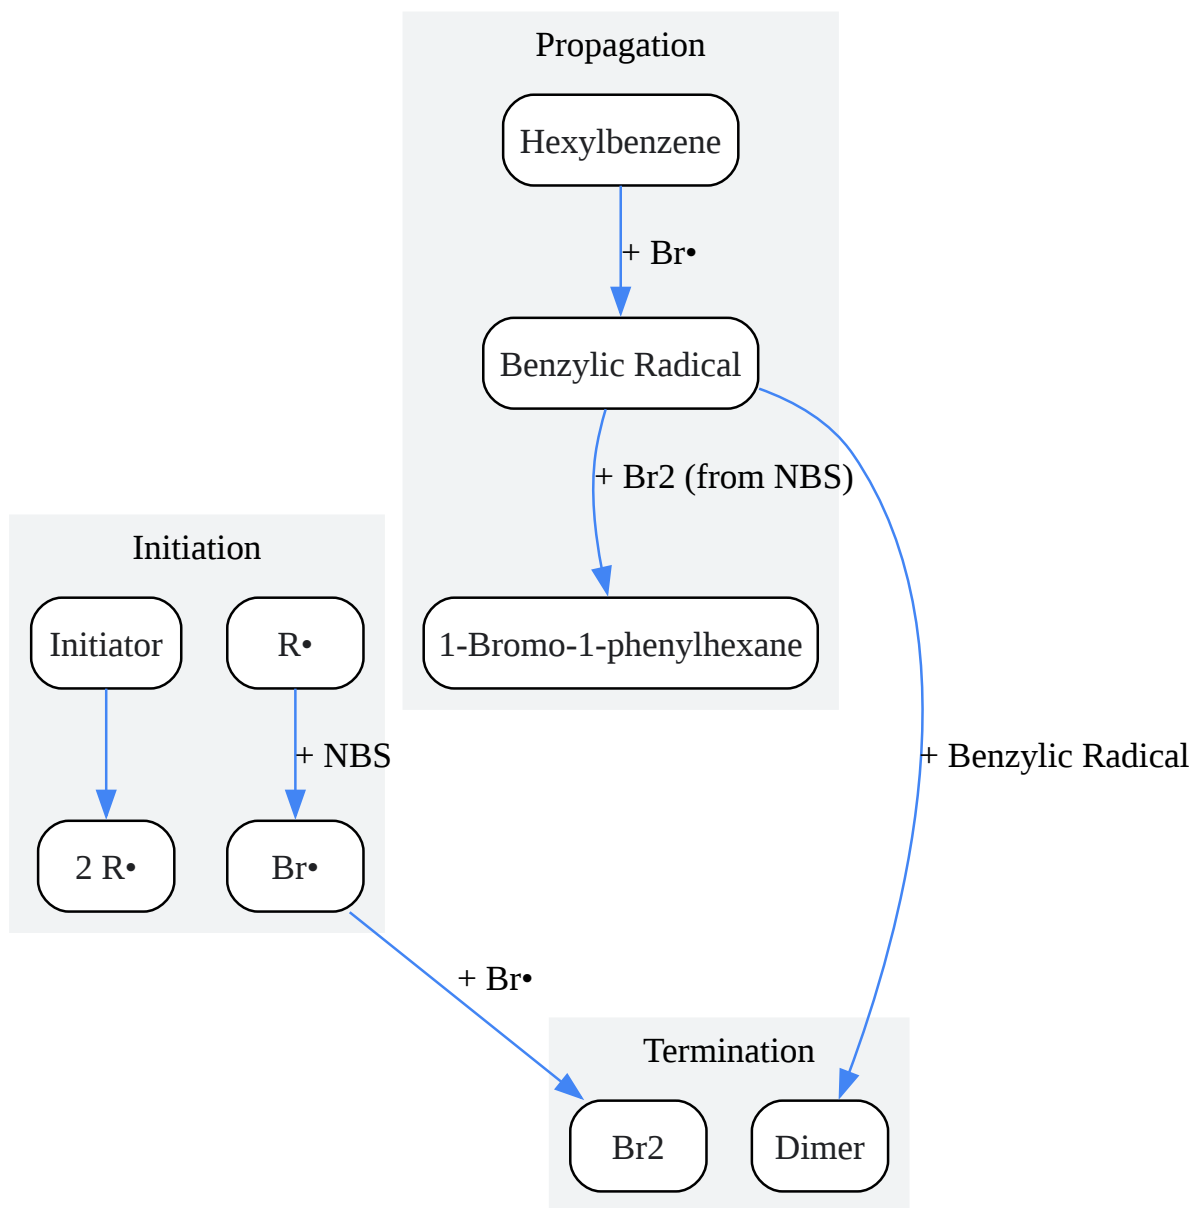 Propagation
Hexylbenzene
+ Br•
Benzylic Radical
+ Br2 (from NBS)
1-Bromo-1-phenylhexane
Initiation
Initiator
R•
+ NBS
2 R•
Br•
+ Br•
+ Benzylic Radical
Termination
Br2
Dimer